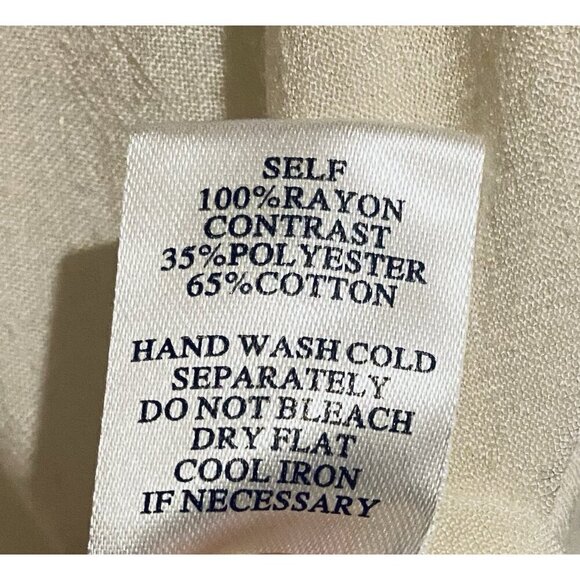 SELF
100%RAYON
CONTRAST
35%POLYESTER
65%COTTON
HAND WASH COLD
SEPARATELY
DO NOT BLEACH
DRY FLAT
COOL IRON
IF NECESSARY